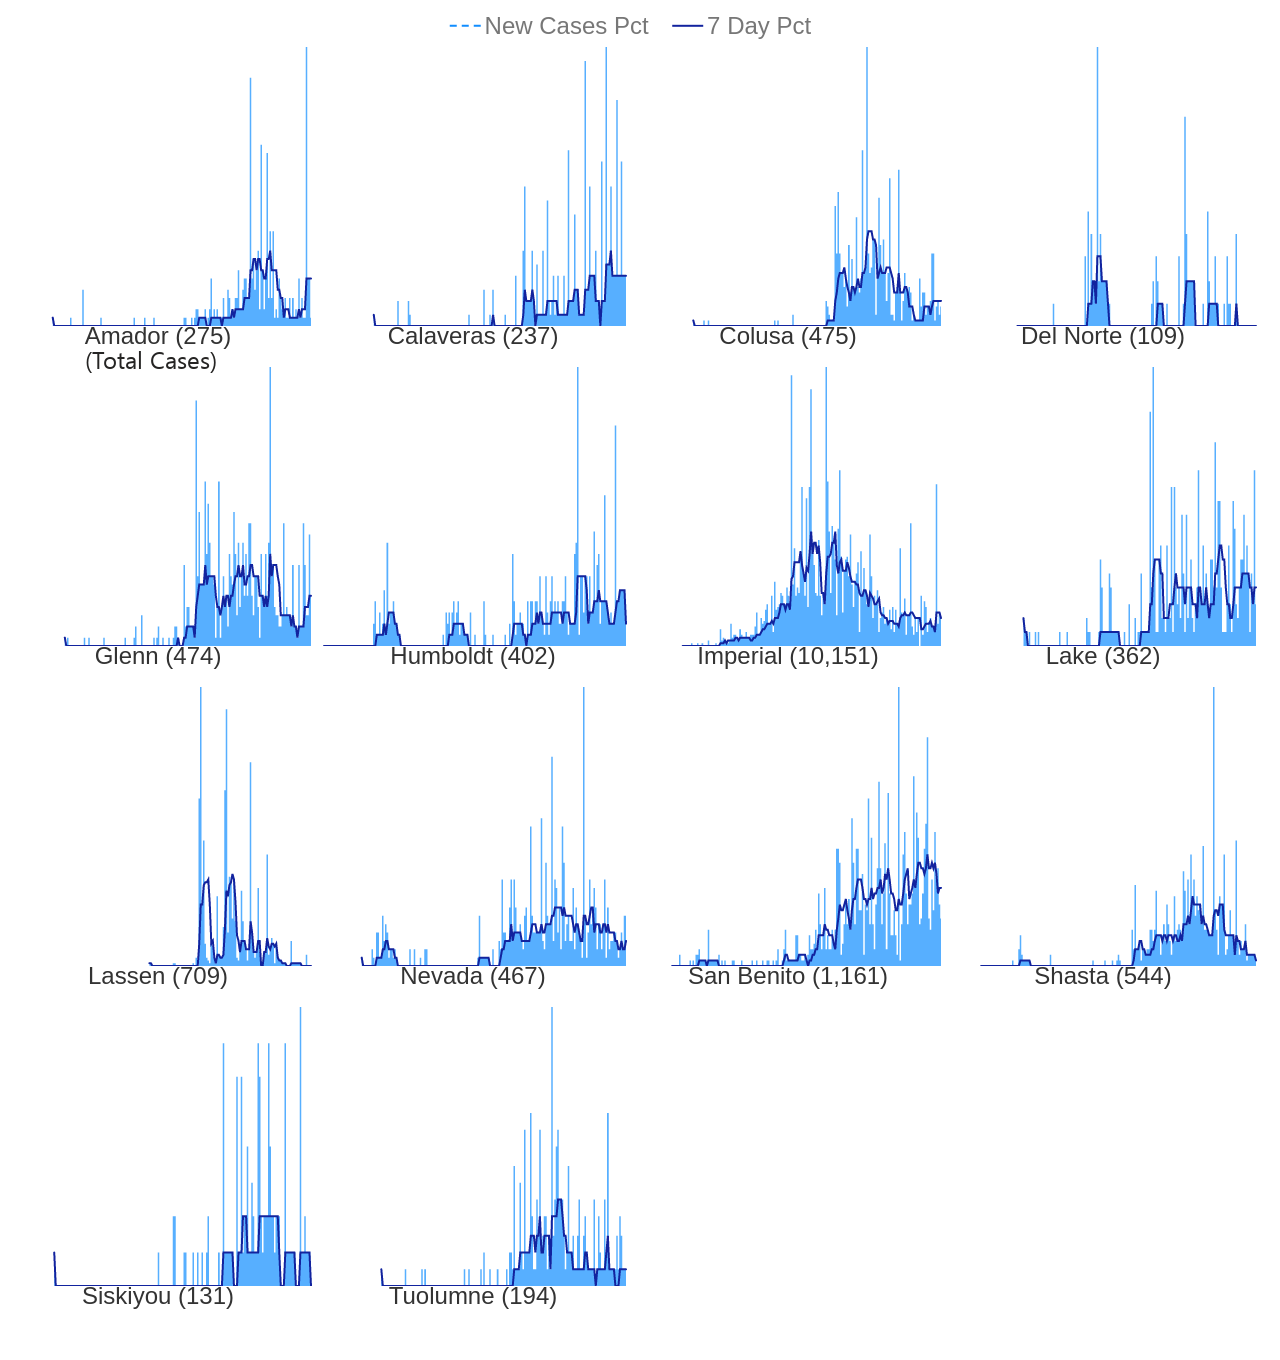 New Cases Pct 7 Day Pct
Amador (275) Calaveras (237) Colusa (475) Del Norte (109)
(Total Cases)
Glenn (474) Humboldt (402) Imperial (10,151) Lake (362)
Lassen (709) Nevada (467) San Benito (1,161) Shasta (544)
Siskiyou (131) Tuolumne (194)